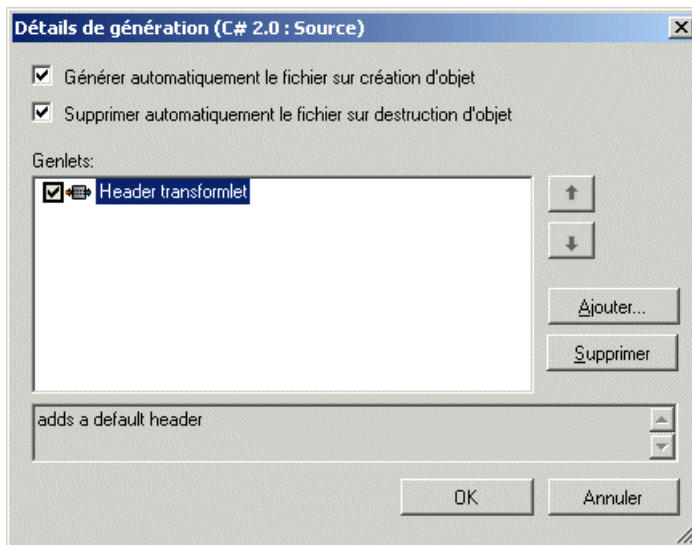 Détails de génération (C# 2.0 : Source)
Générer automatiquement le fichier sur création d'objet
Supprimer automatiquement le fichier sur destruction d'objet
Genlets:
Header transformlet
Ajouter...
Supprimer
adds a default header
OK
Annuler